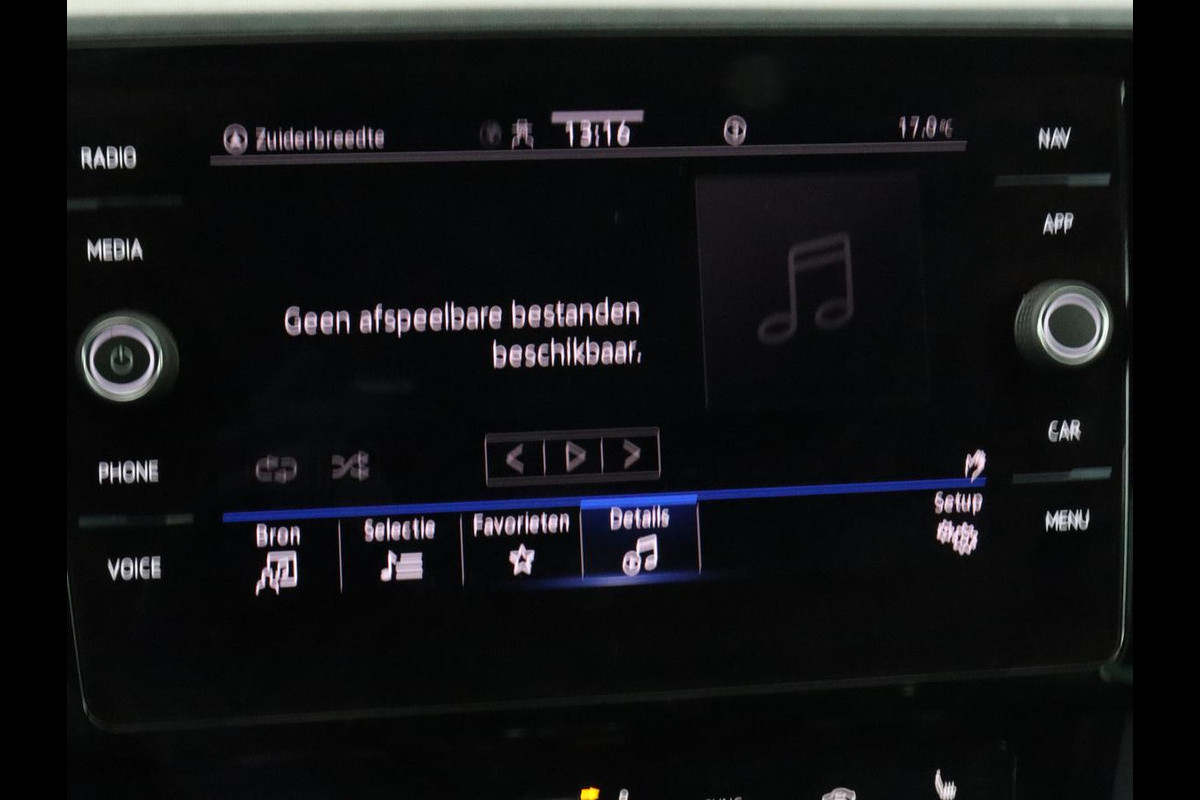 Zuiderbreedte 13:16 17,0°C
RADIO
MEDIA
PHONE
VOICE
NAV
APP
CAR
MENU
Geen afspeelbare bestanden
beschikbaar.
Bron
Selectie
Favorieten
Details
Setup